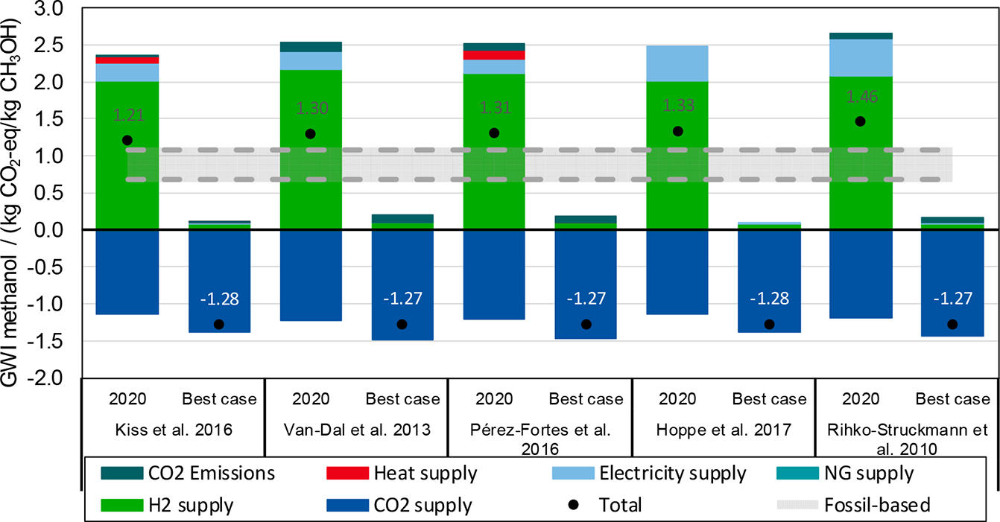 GWI methanol / (kg CO2-eq/kg CH3OH)
3.0
2.5
2.0
1.5
1.0
0.5
0.0
-0.5
-1.0
-1.5
-2.0
1.21
-1.28
1.30
-1.27
1.31
-1.27
1.33
-1.28
1.46
-1.27
2020 Best case 2020 Best case 2020 Best case 2020 Best case 2020 Best case
Kiss et al. 2016
Van-Dal et al. 2013
Pérez-Fortes et al.
2016
Hoppe et al. 2017
Rihko-Struckmann et
al. 2010
CO2 Emissions Heat supply Electricity supply NG supply
H2 supply CO2 supply Total Fossil-based